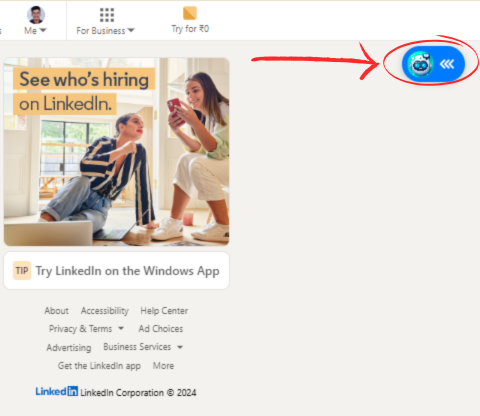 Me
For Business
Try for ₹0
See who's hiring
on LinkedIn.
TIP Try LinkedIn on the Windows App
About Accessibility Help Center
Privacy & Terms Ad Choices
Advertising Business Services
Get the LinkedIn app More
LinkedIn LinkedIn Corporation © 2024